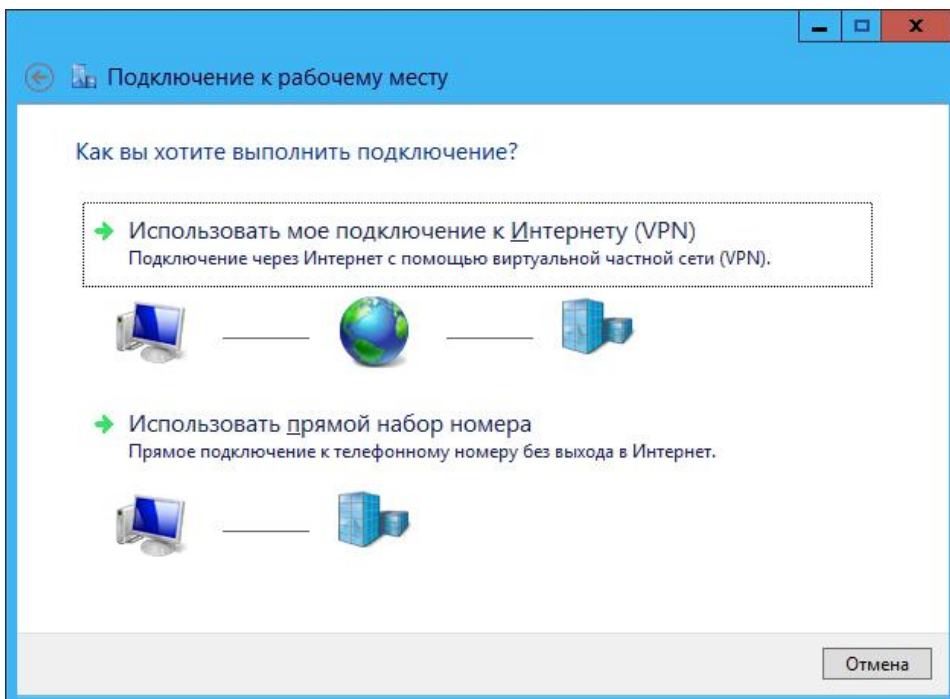 Подключение к рабочему месту
Как вы хотите выполнить подключение?
Использовать мое подключение к Интернету (VPN)
Подключение через Интернет с помощью виртуальной частной сети (VPN).
Использовать прямой набор номера
Прямое подключение к телефонному номеру без выхода в Интернет.
Отмена